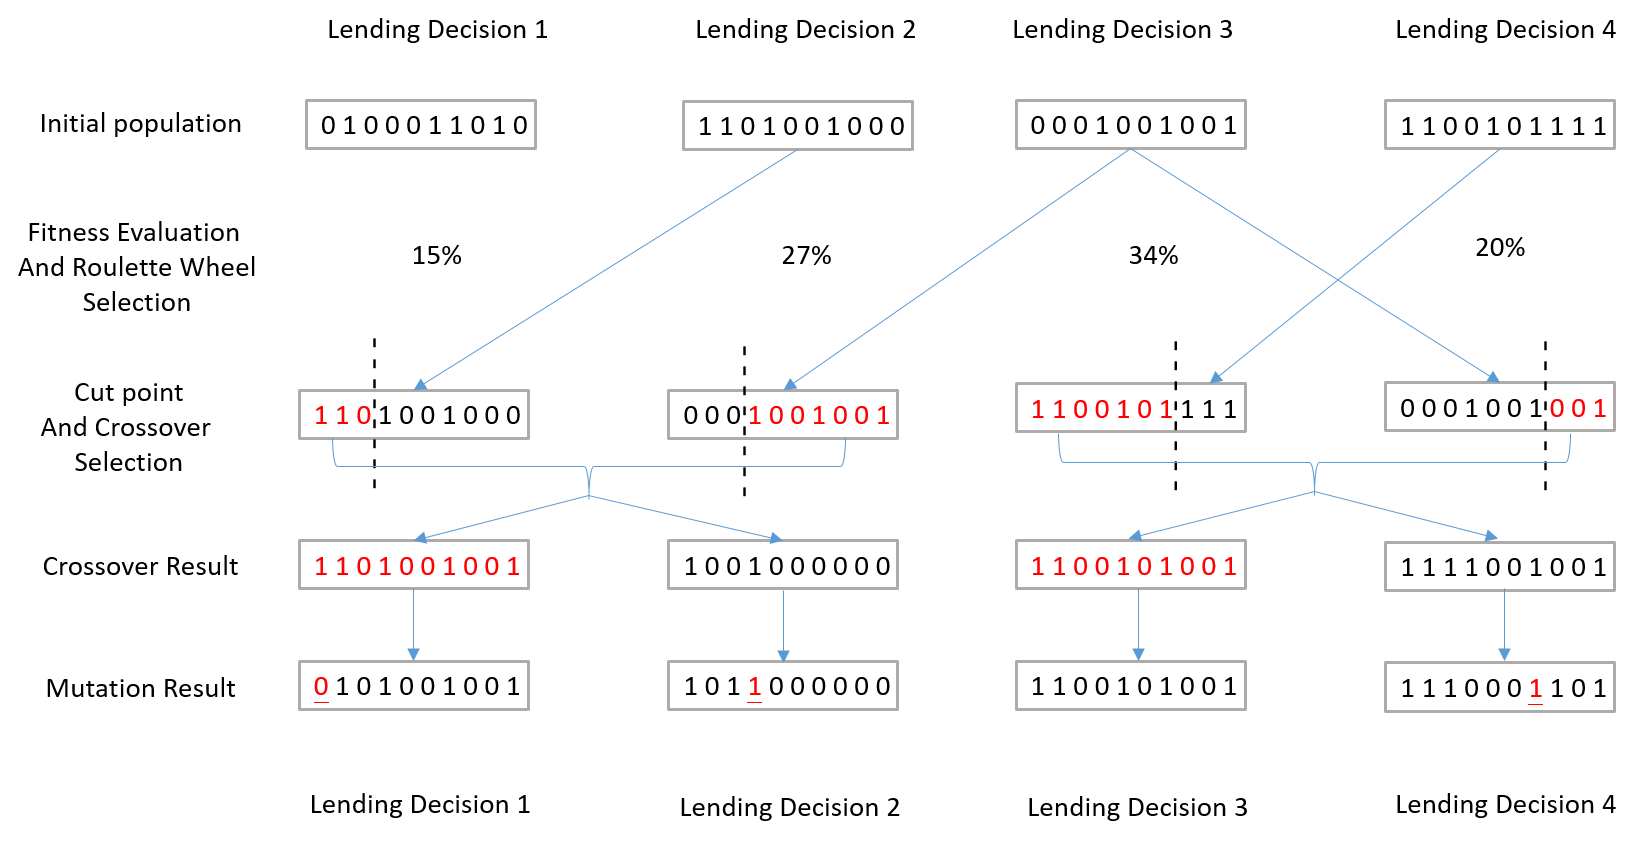 Lending Decision 1
Lending Decision 2
Lending Decision 3
Lending Decision 4
Initial population
0 1 0 0 0 1 1 0 1 0
1 1 0 1 0 0 1 0 0 0
0 0 0 1 0 0 1 0 0 1
1 1 0 0 1 0 1 1 1 1
Fitness Evaluation
And Roulette Wheel
Selection
15%
27%
34%
20%
Cut point
And Crossover
Selection
1 1 0 1 0 0 1 0 0 0
0 0 0 1 0 0 1 0 0 1
1 1 0 0 1 0 1 1 1 1
0 0 0 1 0 0 1 0 0 1
Crossover Result
1 1 0 1 0 0 1 0 0 1
1 0 0 1 0 0 0 0 0 0
1 1 0 0 1 0 1 0 0 1
1 1 1 1 0 0 1 0 0 1
Mutation Result
0 1 0 1 0 0 1 0 0 1
1 0 1 1 0 0 0 0 0 0
1 1 0 0 1 0 1 0 0 1
1 1 1 0 0 0 1 1 0 1
Lending Decision 1
Lending Decision 2
Lending Decision 3
Lending Decision 4